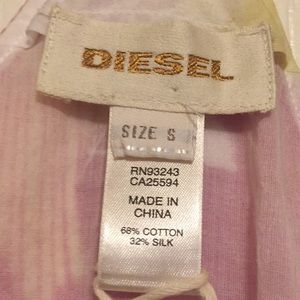 DIESEL
SIZE S
RN93243
CA25594
MADE IN
CHINA
68% COTTON
32% SILK